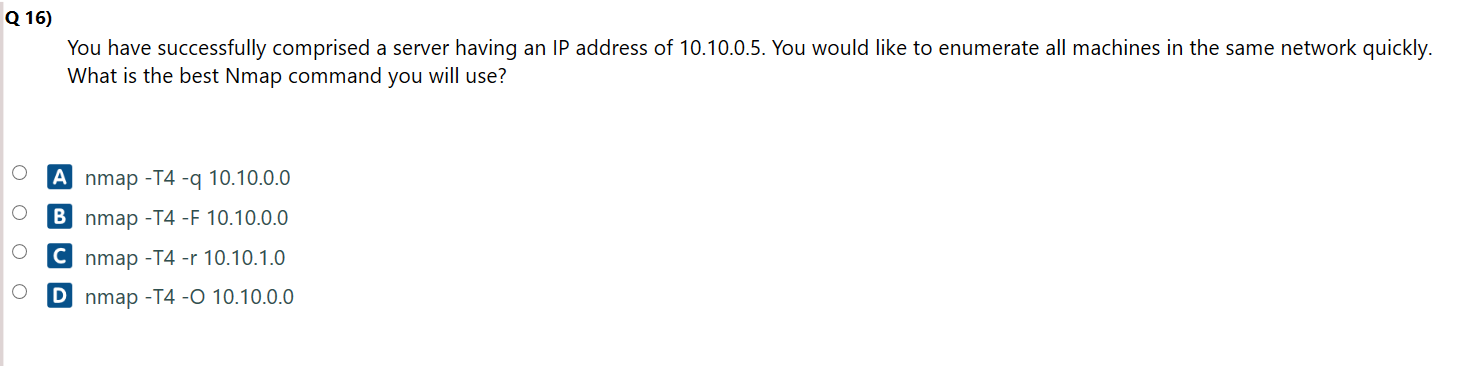 Q 16)
You have successfully comprised a server having an IP address of 10.10.0.5. You would like to enumerate all machines in the same network quickly.
What is the best Nmap command you will use?
A nmap -T4 -q 10.10.0.0
B nmap -T4 -F 10.10.0.0
C nmap -T4 -r 10.10.1.0
D nmap -T4 -O 10.10.0.0